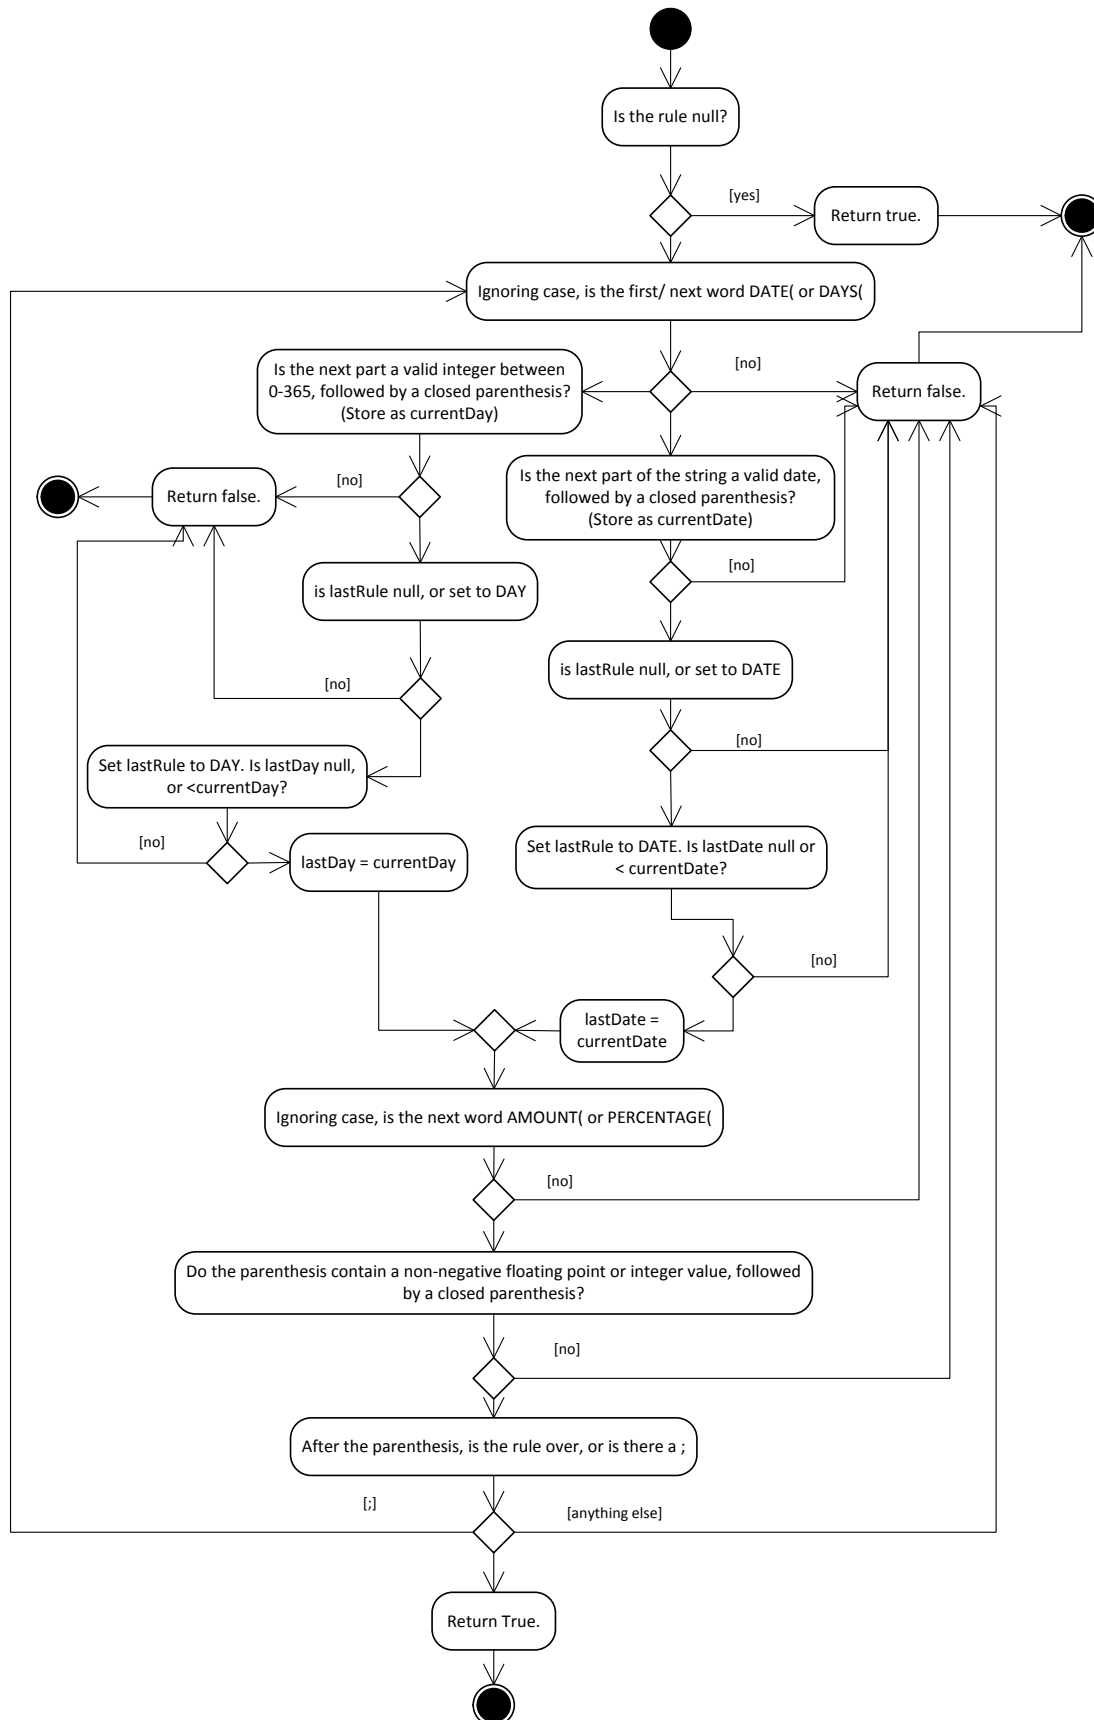 Is the rule null?
[yes]
Return true.
Ignoring case, is the first/ next word DATE( or DAYS(
[no]
Is the next part a valid integer between
0-365, followed by a closed parenthesis?
(Store as currentDay)
Return false.
Is the next part of the string a valid date,
followed by a closed parenthesis?
(Store as currentDate)
[no]
Return false.
[no]
is lastRule null, or set to DAY
is lastRule null, or set to DATE
[no]
[no]
Set lastRule to DAY. Is lastDay null,
or <currentDay?
[no]
lastDay = currentDay
Set lastRule to DATE. Is lastDate null or
< currentDate?
[no]
lastDate =
currentDate
Ignoring case, is the next word AMOUNT( or PERCENTAGE(
[no]
Do the parenthesis contain a non-negative floating point or integer value, followed
by a closed parenthesis?
[no]
After the parenthesis, is the rule over, or is there a ;
[;]
[anything else]
Return True.